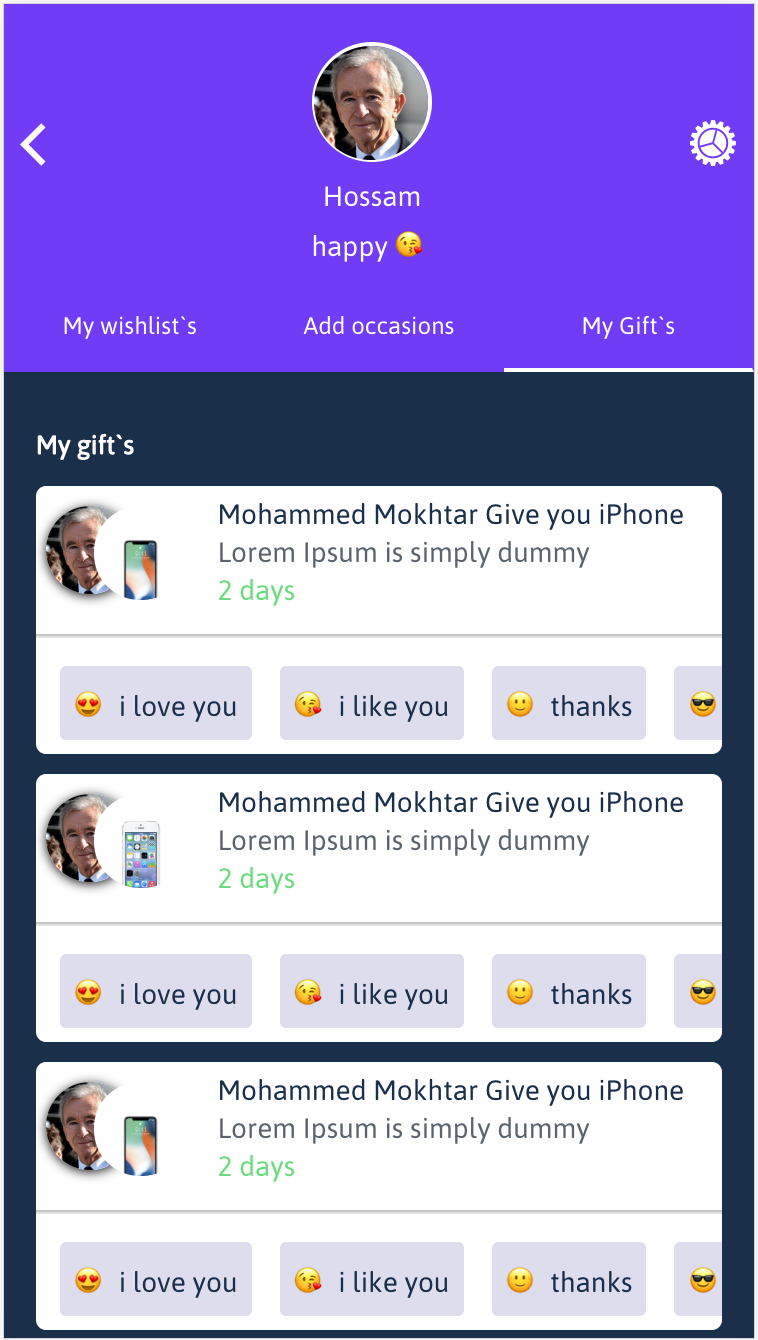 Hossam
happy 😘
My wishlist`s
Add occasions
My Gift`s
My gift`s
Mohammed Mokhtar Give you iPhone
Lorem Ipsum is simply dummy
2 days
😍 i love you
😘 i like you
🙂 thanks
😎
Mohammed Mokhtar Give you iPhone
Lorem Ipsum is simply dummy
2 days
😍 i love you
😘 i like you
🙂 thanks
😎
Mohammed Mokhtar Give you iPhone
Lorem Ipsum is simply dummy
2 days
😍 i love you
😘 i like you
🙂 thanks
😎